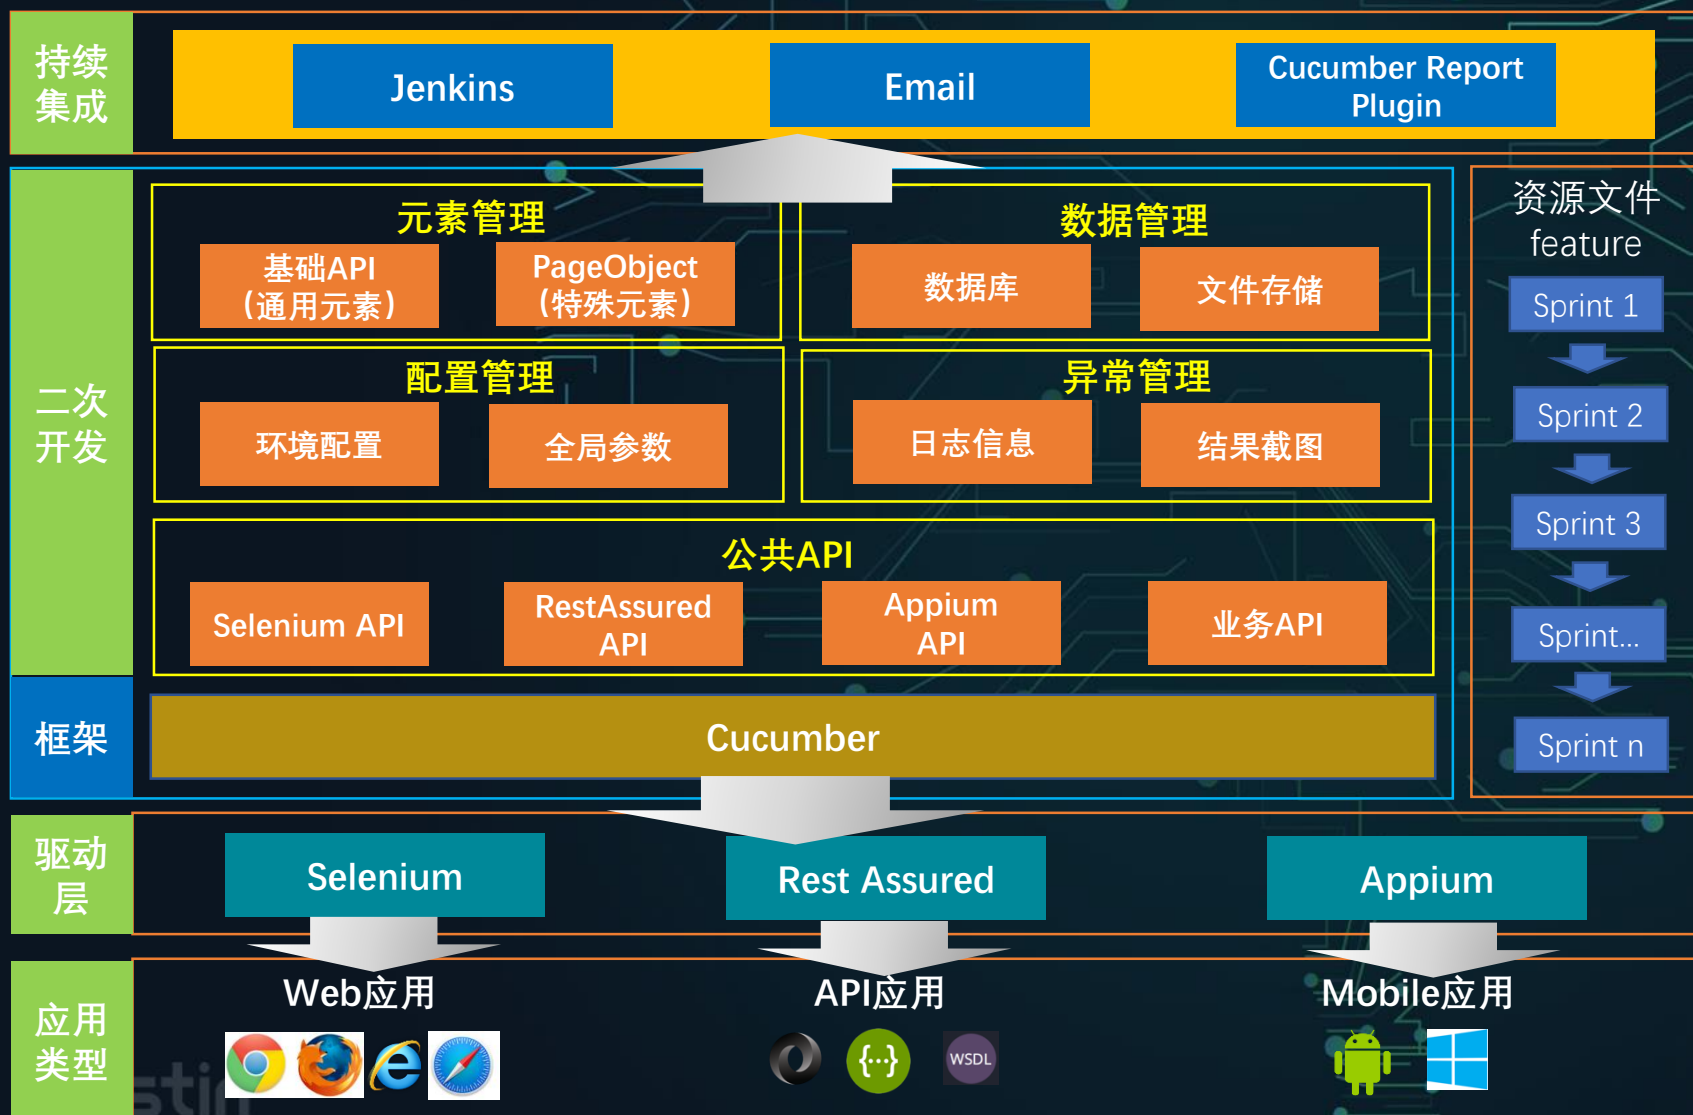 持续
集成
Jenkins
Email
Cucumber Report
Plugin
二次
开发
元素管理
基础API
（通用元素）
PageObject
（特殊元素）
数据管理
数据库
文件存储
配置管理
环境配置
全局参数
异常管理
日志信息
结果截图
公共API
Selenium API
RestAssured
API
Appium
API
业务API
框架
Cucumber
资源文件
feature
Sprint 1
Sprint 2
Sprint 3
Sprint...
Sprint n
驱动
层
Selenium
Rest Assured
Appium
应用
类型
Web应用
API应用
Mobile应用
{···}
WSDL